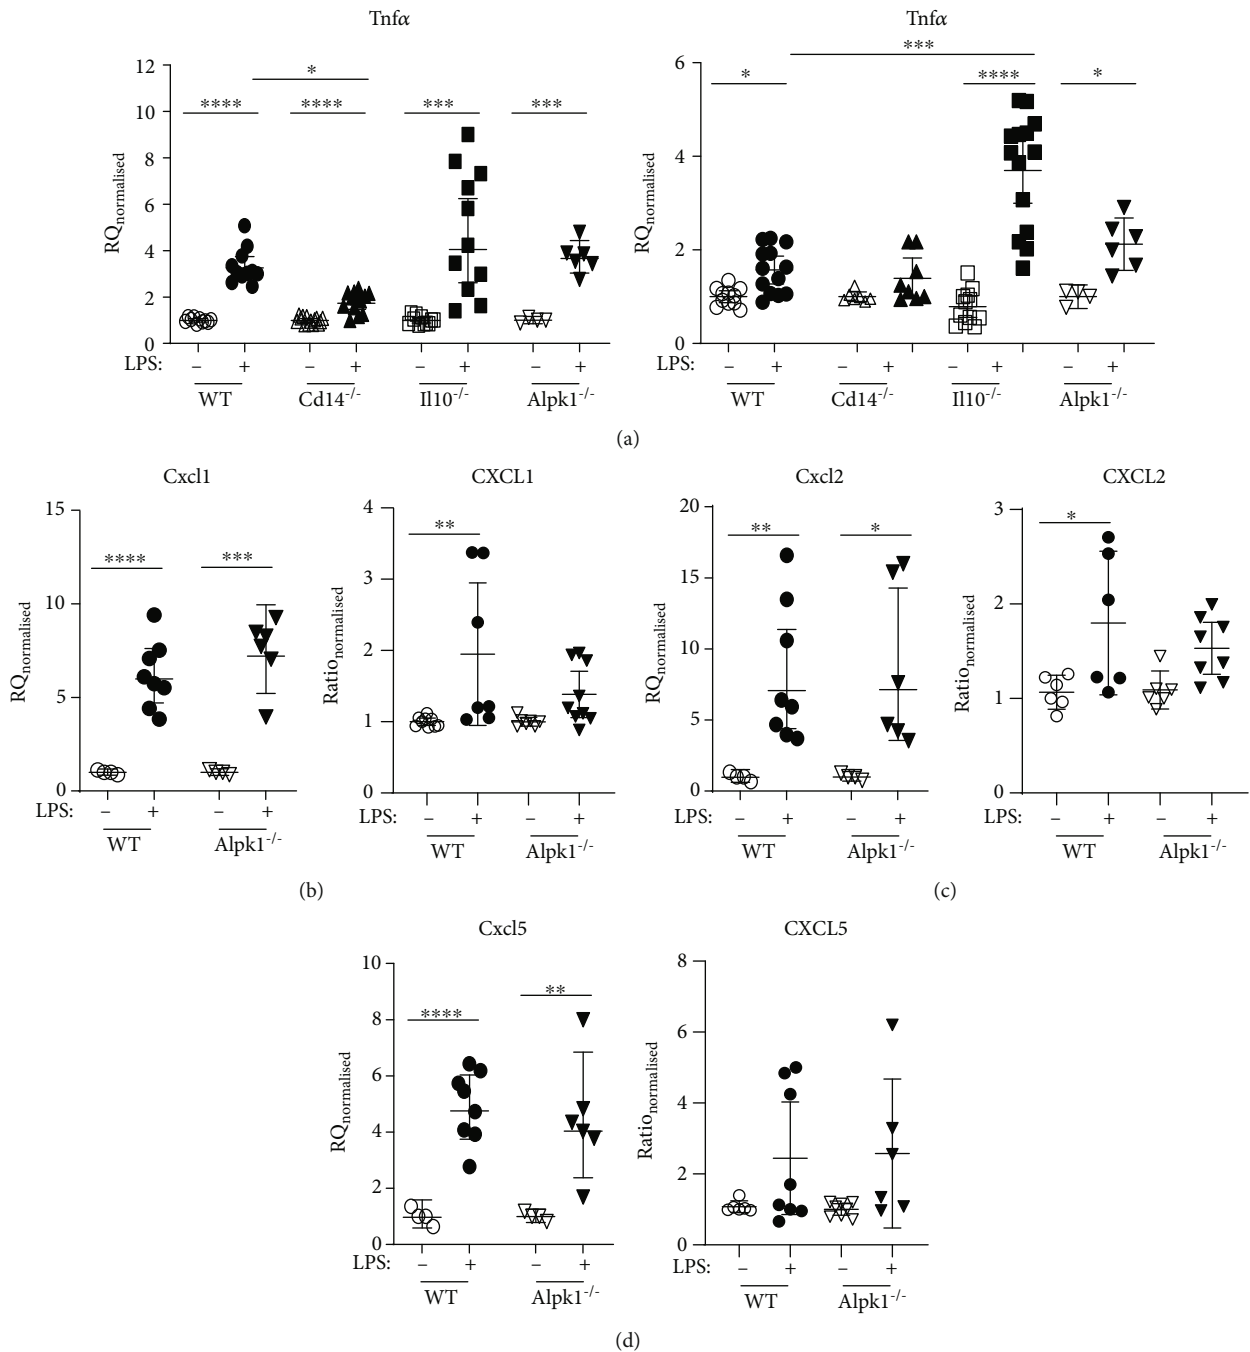 Tnfα
RQnormalised
12
10
8
6
4
2
0
****
*
****
***
***
LPS: – + – + – + – +
WT Cd14-/- Il10-/- Alpk1-/-
Tnfα
RQnormalised
6
4
2
0
*
***
****
*
LPS: – + – + – + – +
WT Cd14-/- Il10-/- Alpk1-/-
(a)
Cxcl1
RQnormalised
15
10
5
0
****
***
LPS: – + – +
WT Alpk1-/-
CXCL1
Rationormalised
4
3
2
1
0
**
LPS: – + – +
WT Alpk1-/-
(b)
Cxcl2
RQnormalised
20
15
10
5
0
**
*
LPS: – + – +
WT Alpk1-/-
CXCL2
Rationormalised
3
2
1
0
*
LPS: – + – +
WT Alpk1-/-
(c)
Cxcl5
RQnormalised
10
8
6
4
2
0
****
**
LPS: – + – +
WT Alpk1-/-
CXCL5
Rationormalised
8
6
4
2
0
LPS: – + – +
WT Alpk1-/-
(d)